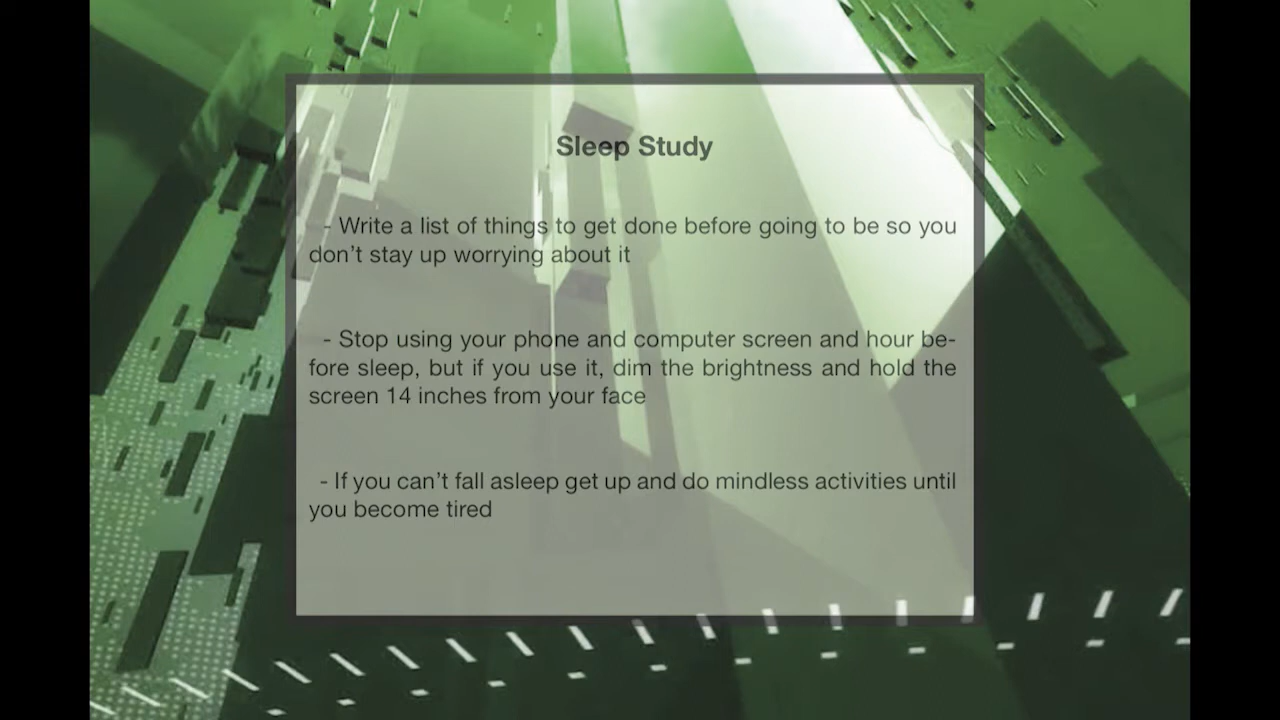 Sleep Study
- Write a list of things to get done before going to be so you
don't stay up worrying about it
- Stop using your phone and computer screen and hour be-
fore sleep, but if you use it, dim the brightness and hold the
screen 14 inches from your face
- If you can't fall asleep get up and do mindless activities until
you become tired